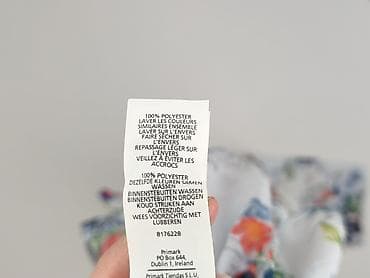 100% POLYESTER
LAVER LES COULEURS
SIMILAIRES ENSEMBLE
LAVER SUR L'ENVERS
FAIRE SÉCHER SUR
L'ENVERS
REPASSAGE LÉGER SUR
L'ENVERS
VEILLEZ À ÉVITER LES
ACCROCS
100% POLYESTER
DEZELFDE KLEUREN SAMEN
WASSEN
BINNENSTEBUITEN WASSEN
BINNENSTEBUITEN DROGEN
KOUD STRIJKEN AAN
ACHTERZIJDE
WEES VOORZICHTIG MET
LUBBEREN
8176228
Primark
PO Box 644,
Dublin 1, Ireland
Primark Tiendas S.L.U.